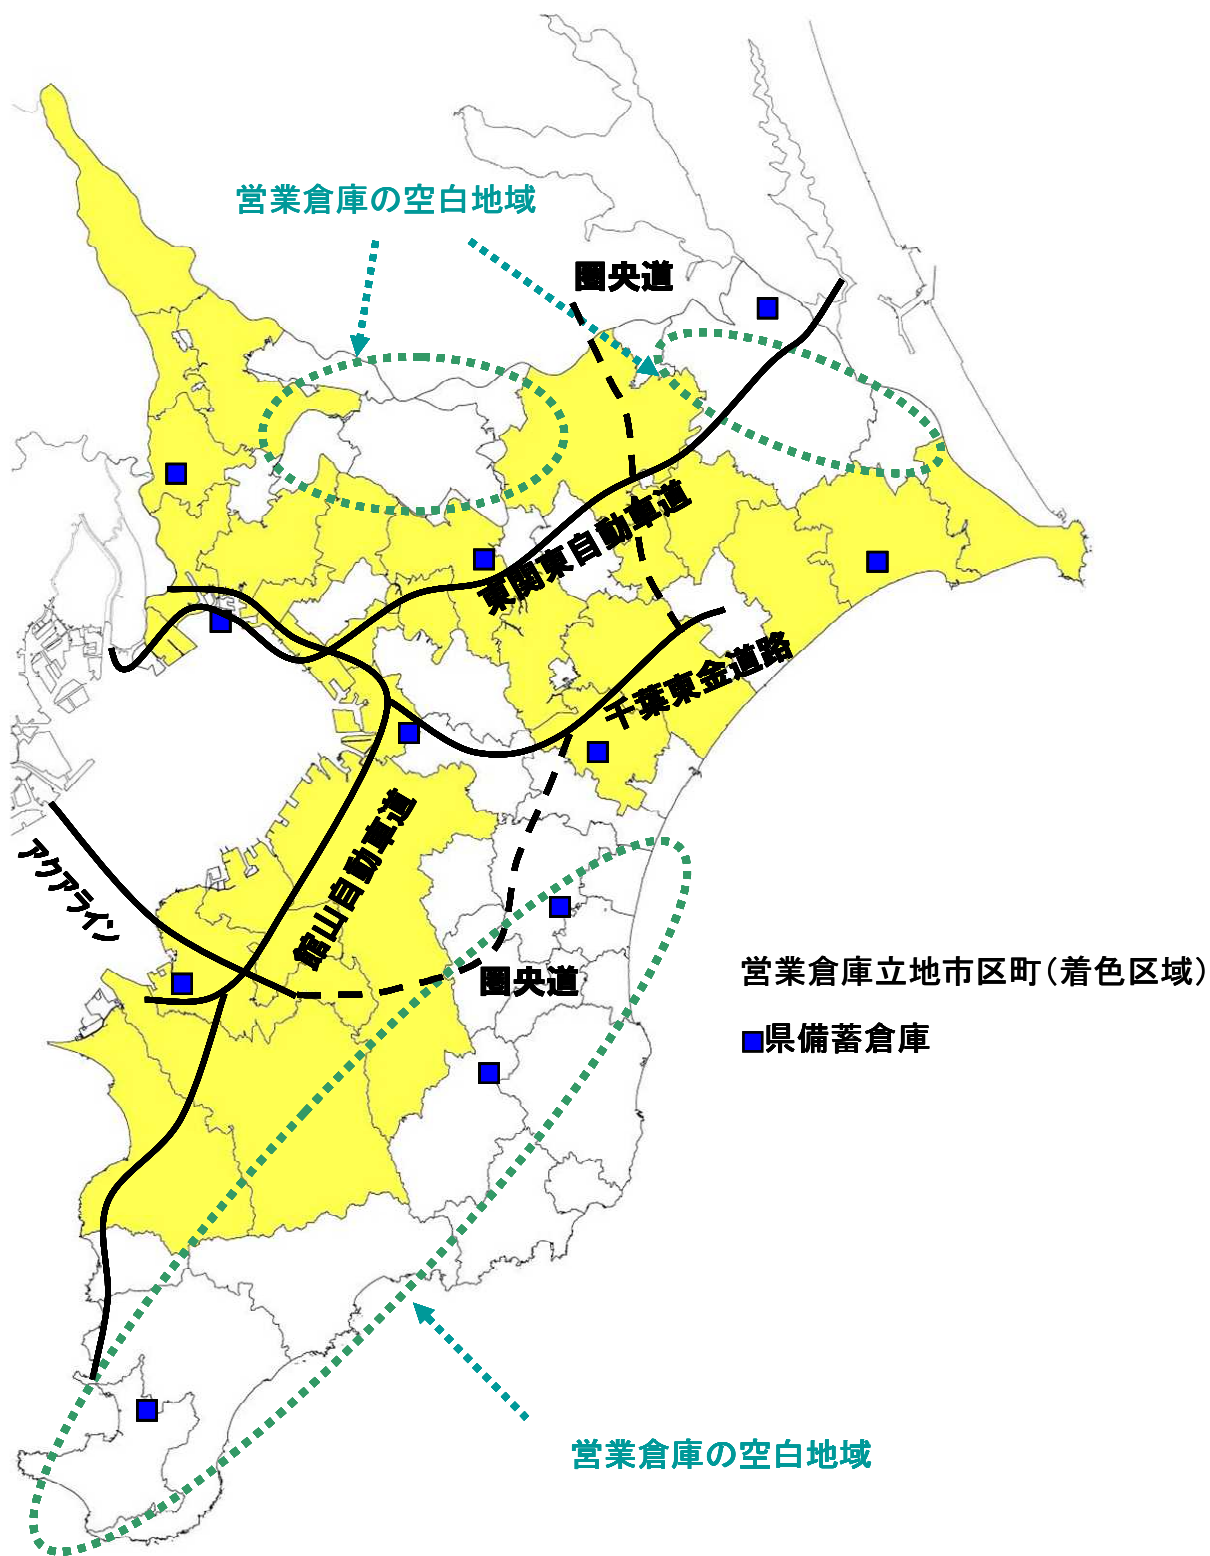 営業倉庫の空白地域
圏央道
東関東自動車道
千葉東金道路
館山自動車道
アクアライン
圏央道
営業倉庫立地市区町(着色区域)
県備蓄倉庫
営業倉庫の空白地域